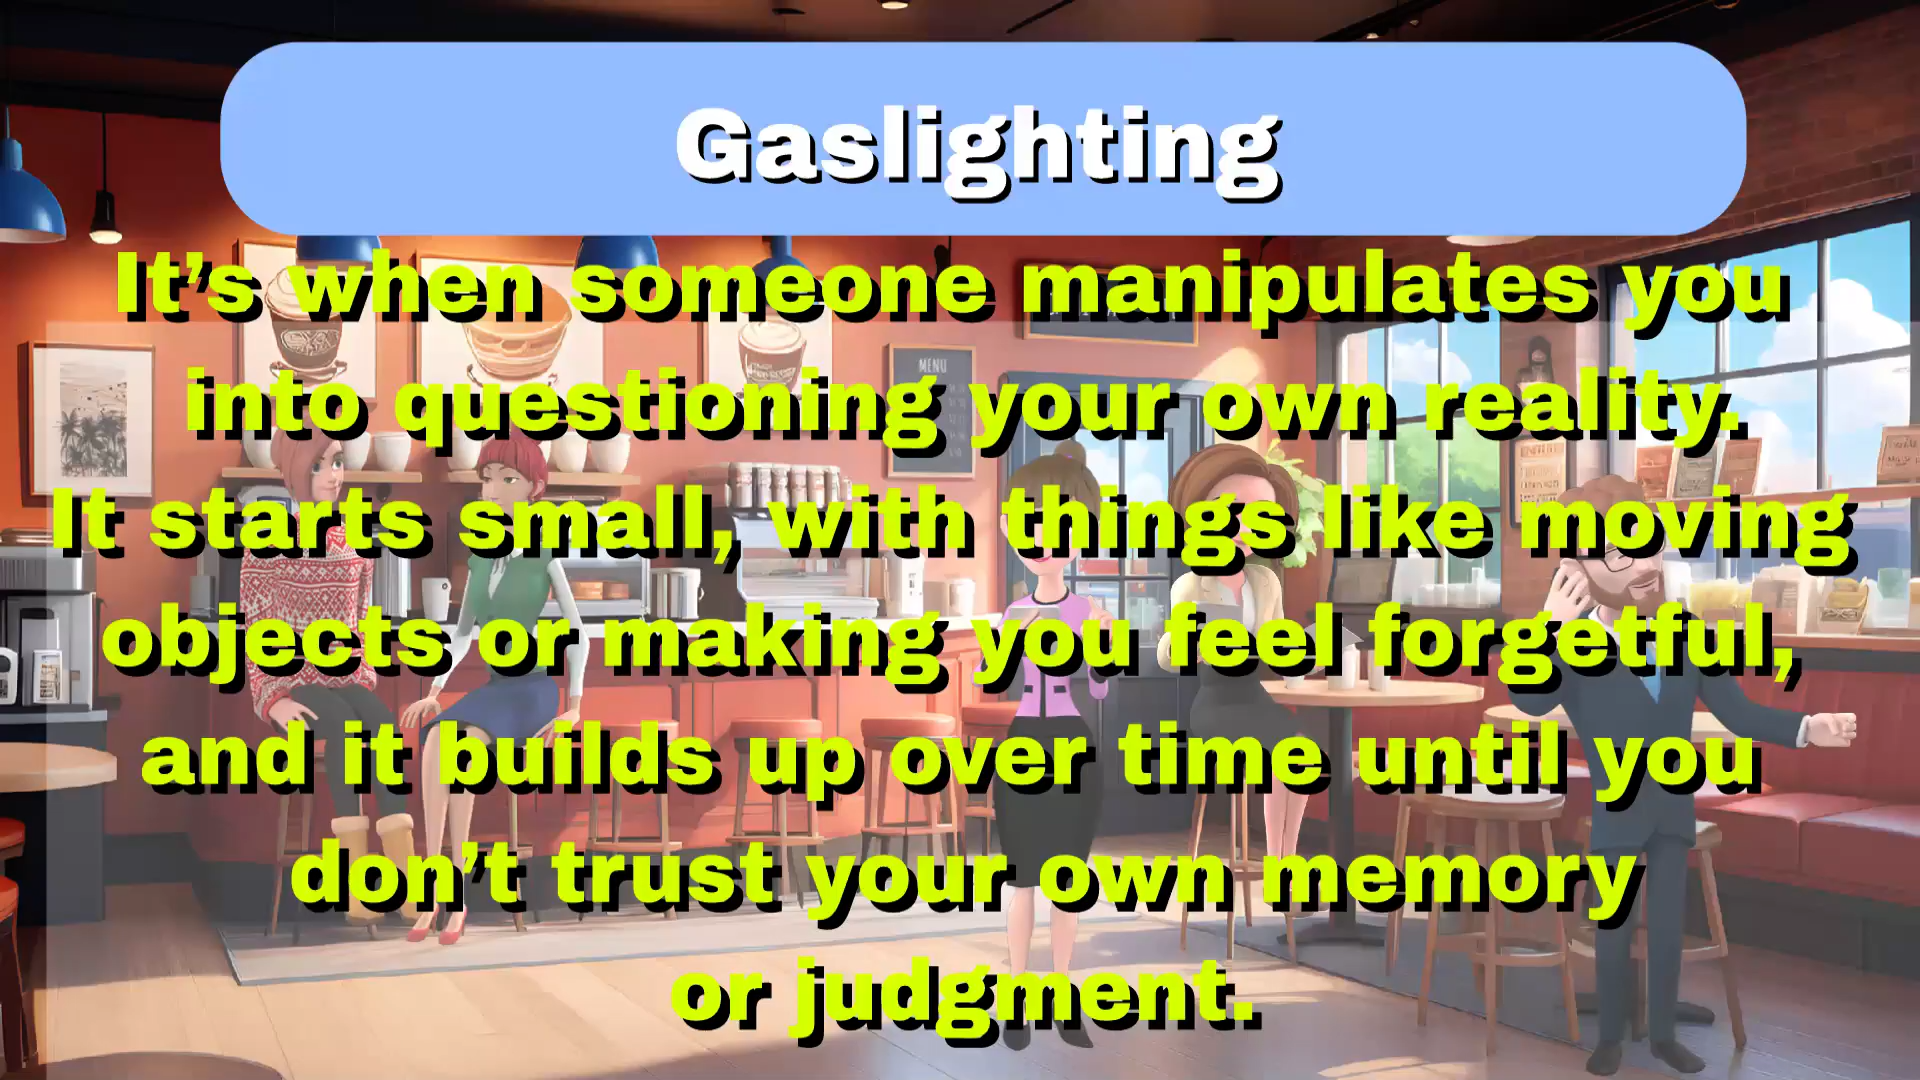 Gaslighting
It’s when someone manipulates you
into questioning your own reality.
It starts small, with things like moving
objects or making you feel forgetful,
and it builds up over time until you
don’t trust your own memory
or judgment.
MENU